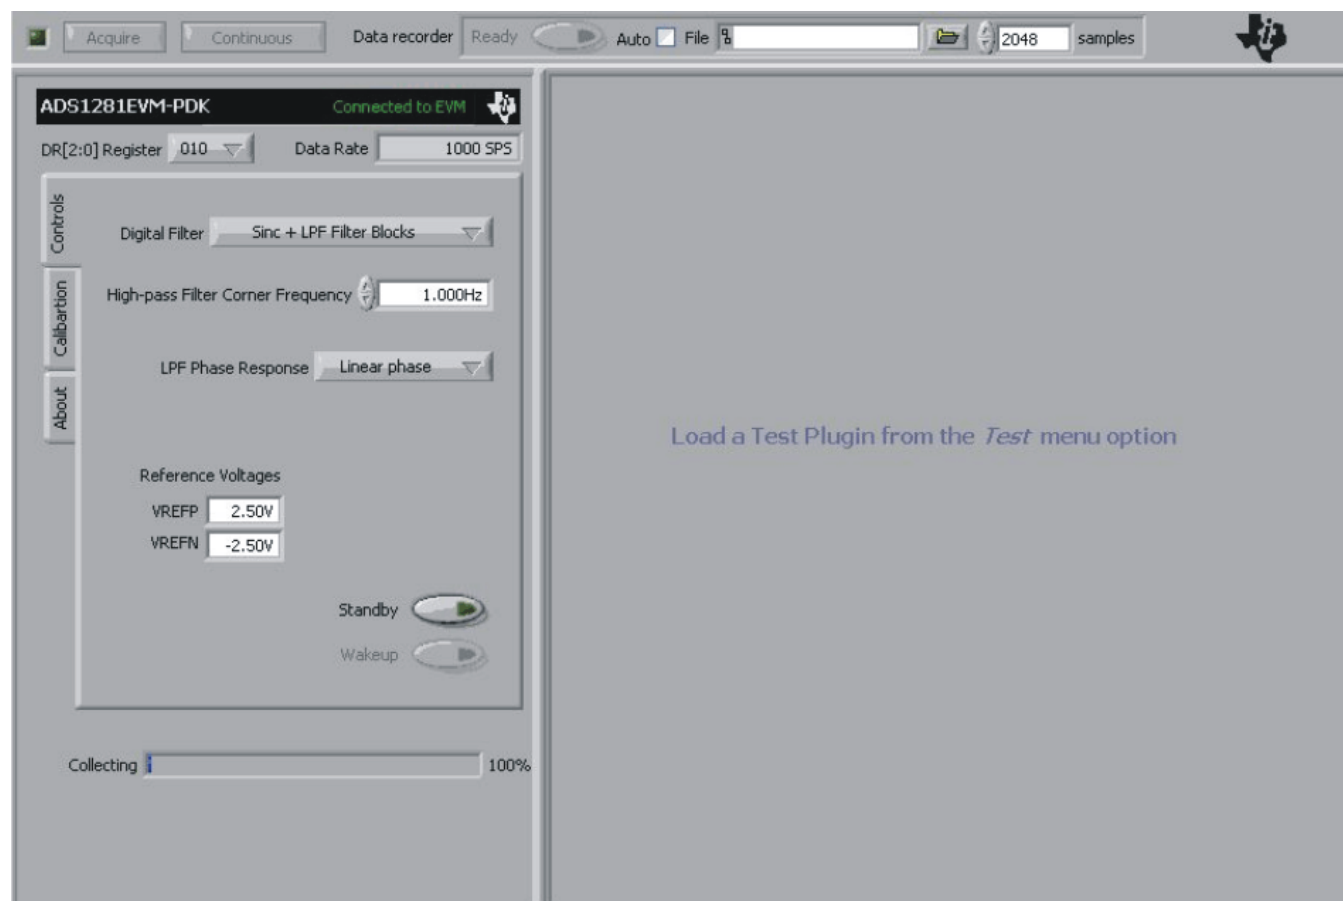 Acquire Continuous Data recorder Ready Auto File 2048 samples
ADS1281EVM-PDK Connected to EVM
DR[2:0] Register 010 Data Rate 1000 SPS
Controls
Digital Filter Sinc + LPF Filter Blocks
High-pass Filter Corner Frequency 1.000Hz
Calibartion
LPF Phase Response Linear phase
About
Reference Voltages
VREFP 2.50V
VREFN -2.50V
Standby
Wakeup
Collecting 100%
Load a Test Plugin from the Test menu option